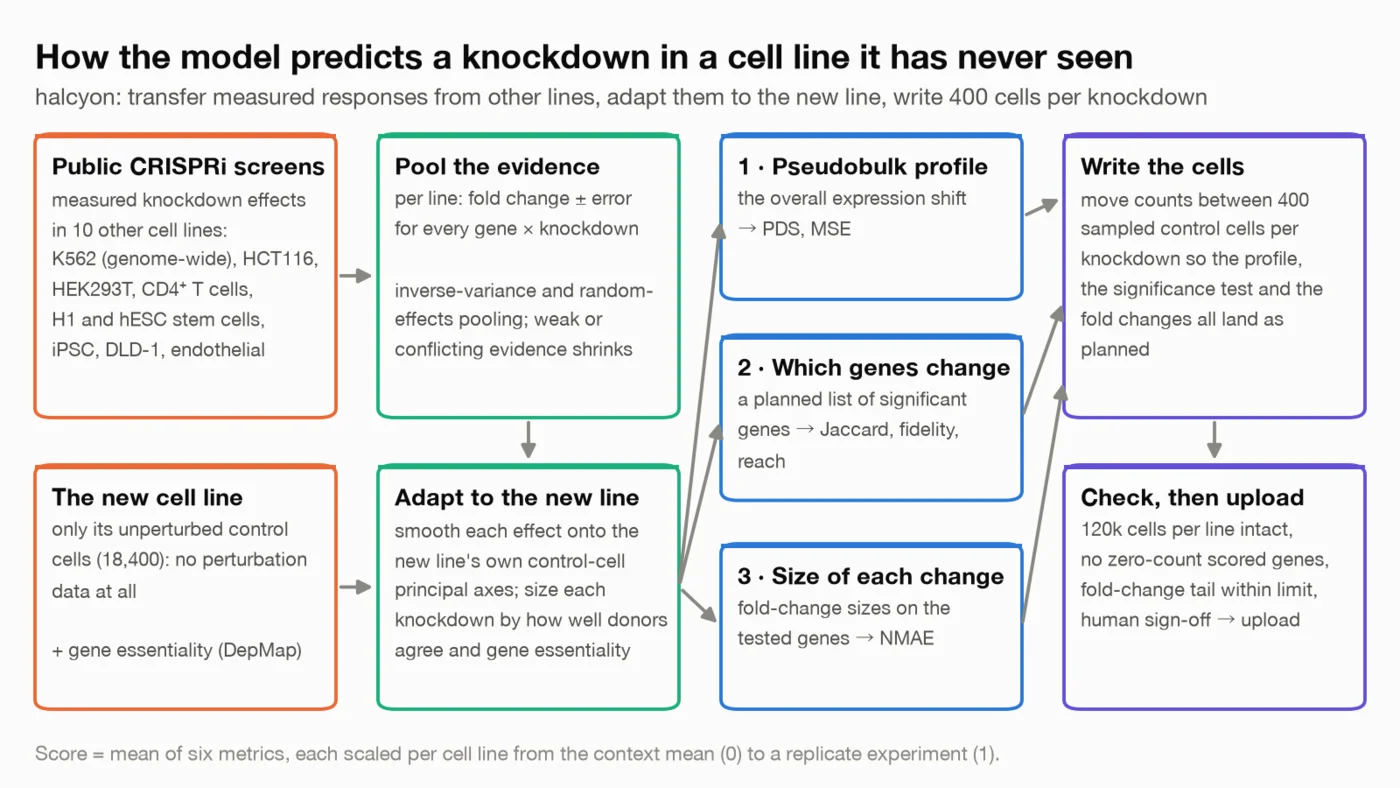 How the model predicts a knockdown in a cell line it has never seen
halcyon: transfer measured responses from other lines, adapt them to the new line, write 400 cells per knockdown
Public CRISPRi screens
measured knockdown effects
in 10 other cell lines:
K562 (genome-wide), HCT116,
HEK293T, CD4⁺ T cells,
H1 and hESC stem cells,
iPSC, DLD-1, endothelial
The new cell line
only its unperturbed control
cells (18,400): no perturbation
data at all
+ gene essentiality (DepMap)
Pool the evidence
per line: fold change ± error
for every gene × knockdown
inverse-variance and random-
effects pooling; weak or
conflicting evidence shrinks
Adapt to the new line
smooth each effect onto the
new line's own control-cell
principal axes; size each
knockdown by how well donors
agree and gene essentiality
1 · Pseudobulk profile
the overall expression shift
→ PDS, MSE
2 · Which genes change
a planned list of significant
genes → Jaccard, fidelity,
reach
3 · Size of each change
fold-change sizes on the
tested genes → NMAE
Write the cells
move counts between 400
sampled control cells per
knockdown so the profile,
the significance test and the
fold changes all land as
planned
Check, then upload
120k cells per line intact,
no zero-count scored genes,
fold-change tail within limit,
human sign-off → upload
Score = mean of six metrics, each scaled per cell line from the context mean (0) to a replicate experiment (1).